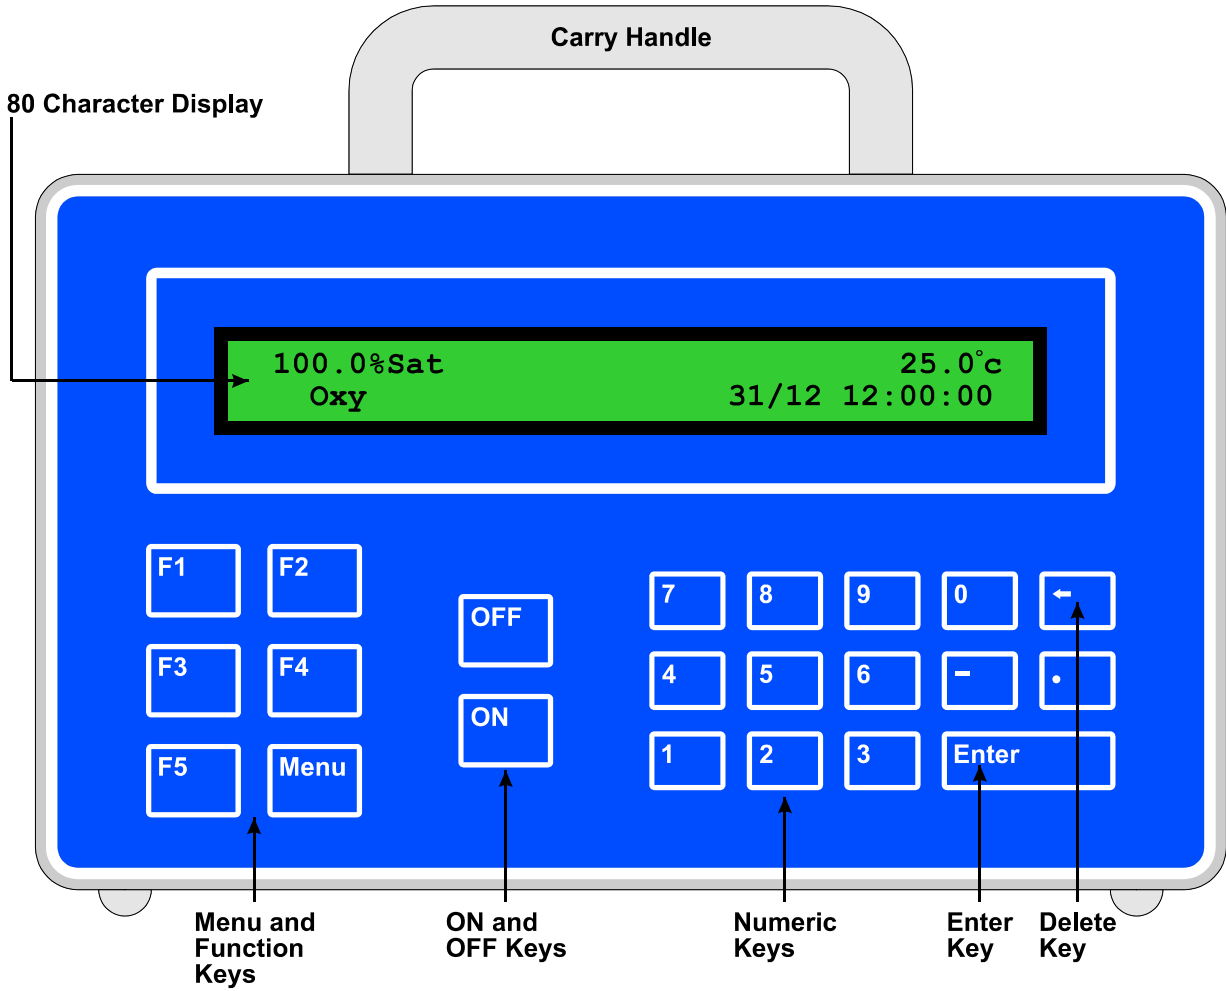 Carry Handle
80 Character Display
100.0%Sat 25.0°c
Oxy 31/12 12:00:00
F1 F2
OFF
7 8 9 0 ←
F3 F4
4 5 6 - .
ON
F5 Menu
1 2 3 Enter
Menu and
Function
Keys
ON and
OFF Keys
Numeric
Keys
Enter
Key
Delete
Key